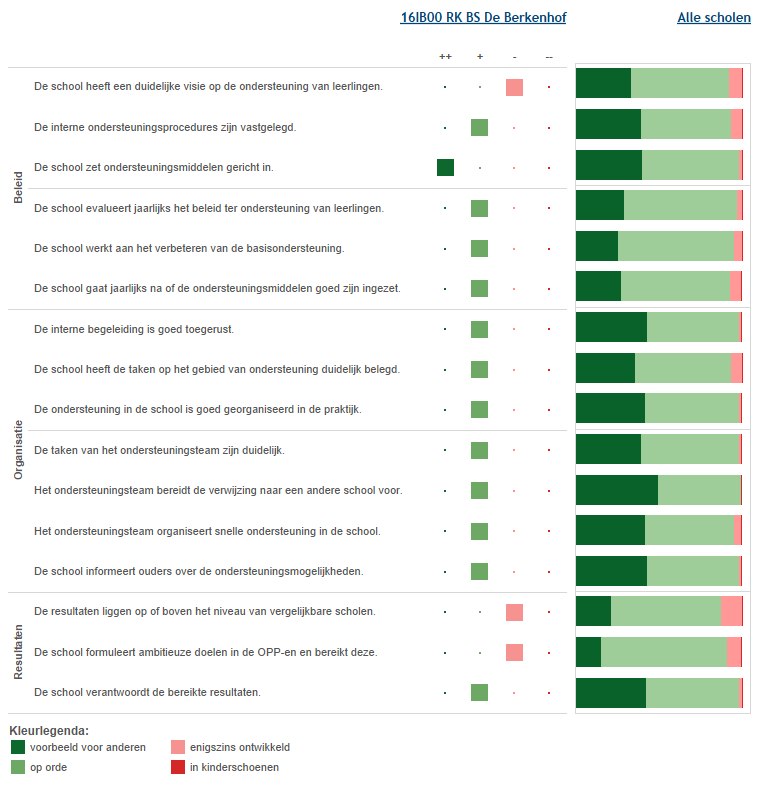 16IB00 RK BS De Berkenhof Alle scholen
++ + - --
Beleid
De school heeft een duidelijke visie op de ondersteuning van leerlingen.
De interne ondersteuningsprocedures zijn vastgelegd.
De school zet ondersteuningsmiddelen gericht in.
De school evalueert jaarlijks het beleid ter ondersteuning van leerlingen.
De school werkt aan het verbeteren van de basisondersteuning.
De school gaat jaarlijks na of de ondersteuningsmiddelen goed zijn ingezet.
Organisatie
De interne begeleiding is goed toegerust.
De school heeft de taken op het gebied van ondersteuning duidelijk belegd.
De ondersteuning in de school is goed georganiseerd in de praktijk.
De taken van het ondersteuningsteam zijn duidelijk.
Het ondersteuningsteam bereidt de verwijzing naar een andere school voor.
Het ondersteuningsteam organiseert snelle ondersteuning in de school.
De school informeert ouders over de ondersteuningsmogelijkheden.
Resultaten
De resultaten liggen op of boven het niveau van vergelijkbare scholen.
De school formuleert ambitieuze doelen in de OPP-en en bereikt deze.
De school verantwoordt de bereikte resultaten.
Kleurlegenda:
voorbeeld voor anderen enigszins ontwikkeld
op orde in kinderschoenen